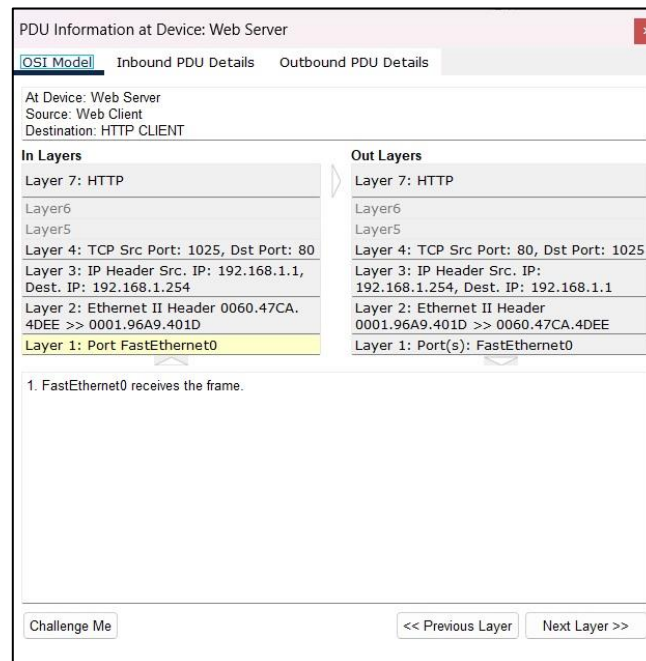 PDU Information at Device: Web Server
OSI Model Inbound PDU Details Outbound PDU Details
At Device: Web Server
Source: Web Client
Destination: HTTP CLIENT
In Layers
Layer 7: HTTP
Layer6
Layer5
Layer 4: TCP Src Port: 1025, Dst Port: 80
Layer 3: IP Header Src. IP: 192.168.1.1,
Dest. IP: 192.168.1.254
Layer 2: Ethernet II Header 0060.47CA.
4DEE >> 0001.96A9.401D
Layer 1: Port FastEthernet0
Out Layers
Layer 7: HTTP
Layer6
Layer5
Layer 4: TCP Src Port: 80, Dst Port: 1025
Layer 3: IP Header Src. IP:
192.168.1.254, Dest. IP: 192.168.1.1
Layer 2: Ethernet II Header
0001.96A9.401D >> 0060.47CA.4DEE
Layer 1: Port(s): FastEthernet0
1. FastEthernet0 receives the frame.
Challenge Me << Previous Layer Next Layer >>